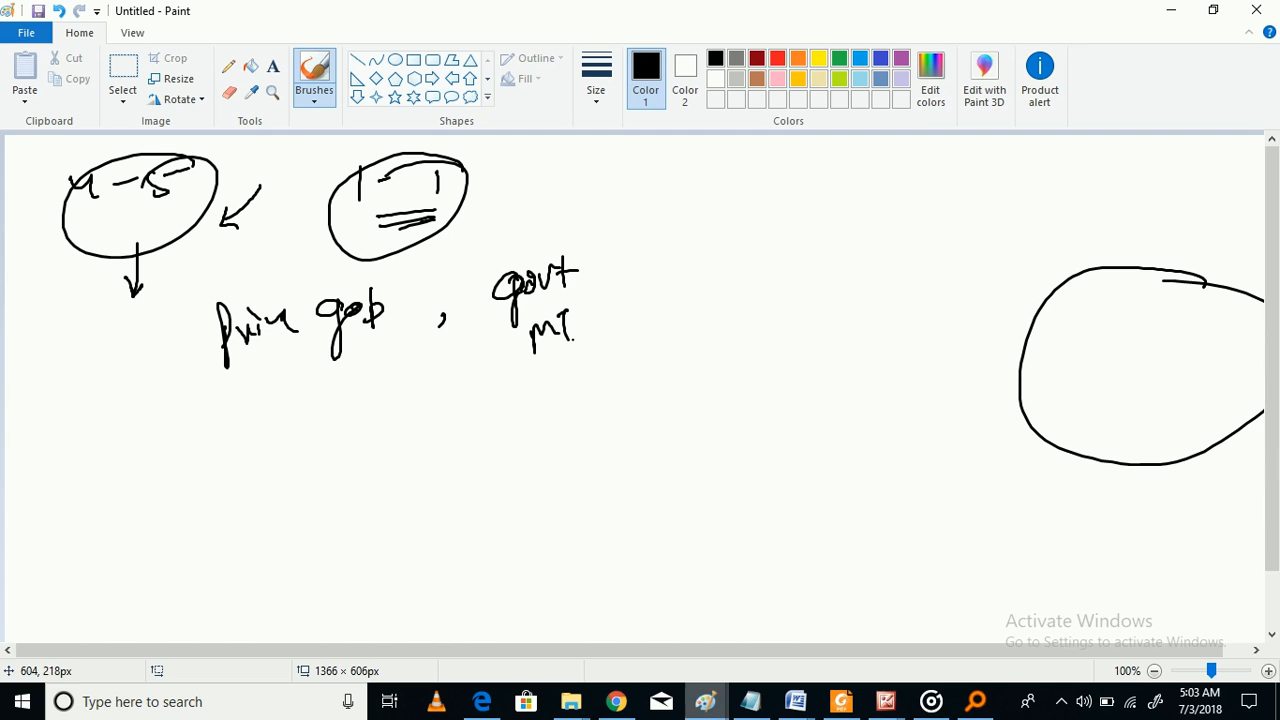 Untitled - Paint
File
Home
View
Paste
Cut
Copy
Clipboard
Select
Crop
Resize
Rotate
Image
A
Tools
Brushes
Outline
Fill
Shapes
Size
Color
1
Color
2
Edit
colors
Colors
Edit with
Paint 3D
Product
alert
i
4-5
govt
gap ,
Activate Windows
Go to Settings to activate Windows.
604, 218px
1366 × 606px
100%
Type here to search
5:03 AM
7/3/2018